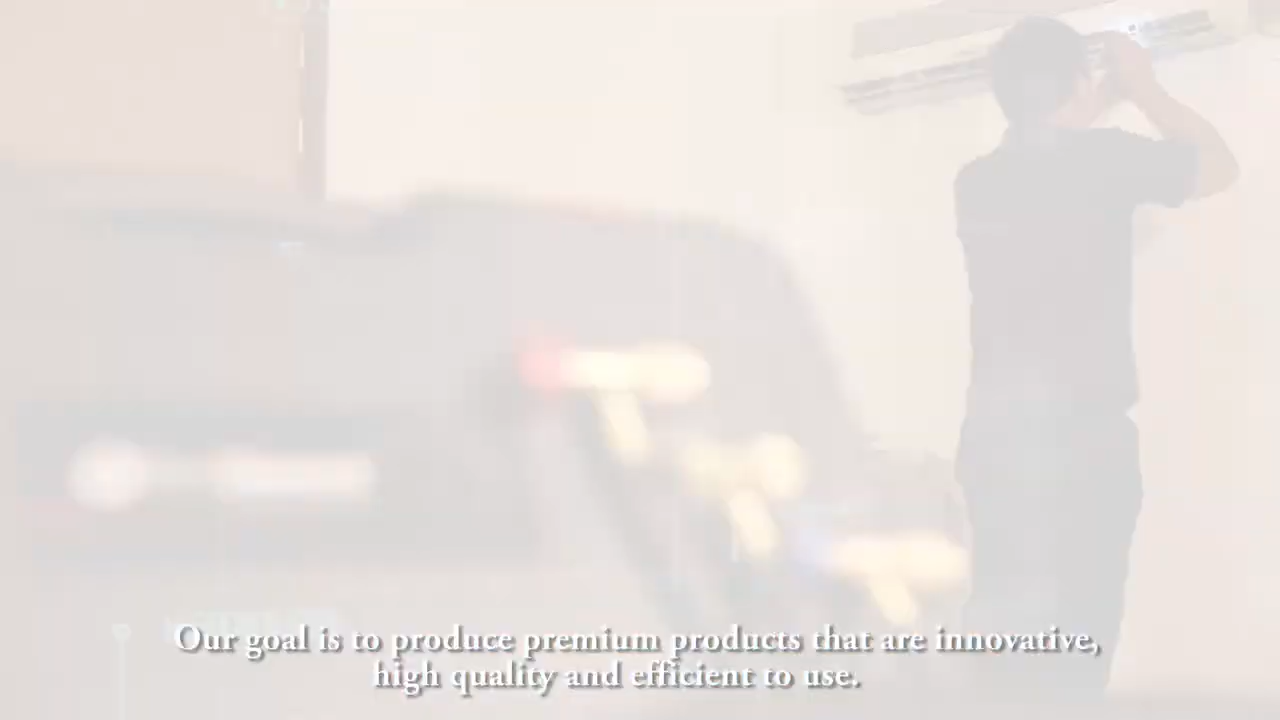 Our goal is to produce premium products that are innovative,
high quality and efficient to use.